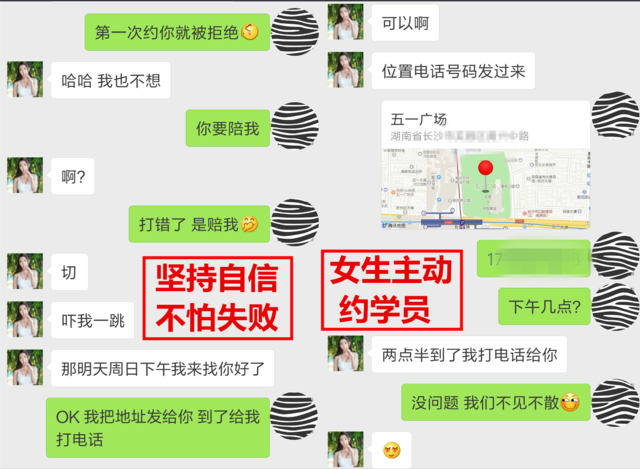 第一次约你就被拒绝
哈哈 我也不想
你要陪我
啊?
打错了 是赔我
切
吓我一跳
那明天周日下午我来找你好了
OK 我把地址发给你 到了给我
打电话
坚持自信
不怕失败
可以啊
位置电话号码发过来
五一广场
湖南省长沙
路
17
下午几点?
两点半到了我打电话给你
没问题 我们不见不散
女生主动
约学员